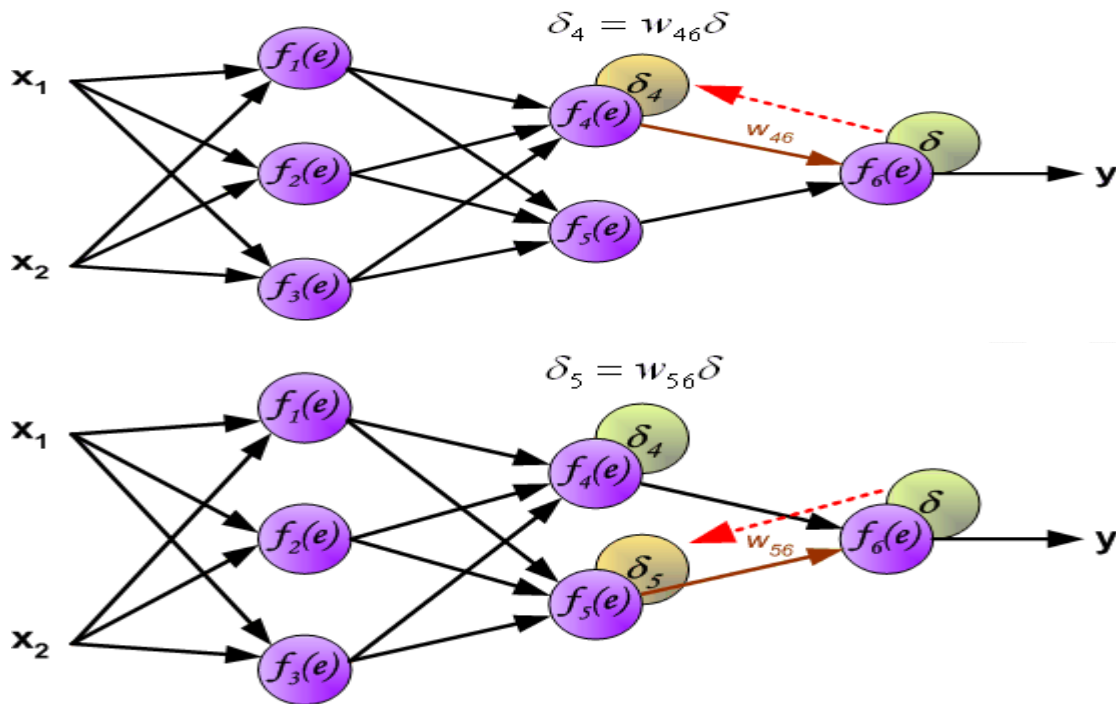 δ₄ = w₄₆δ
x₁
f₁(e)
δ₄
f₄(e)
w₄₆
δ
f₂(e)
f₆(e)
y
f₅(e)
x₂
f₃(e)
δ₅ = w₅₆δ
x₁
f₁(e)
δ₄
f₄(e)
δ
f₂(e)
w₅₆
f₆(e)
y
δ₅
f₅(e)
x₂
f₃(e)